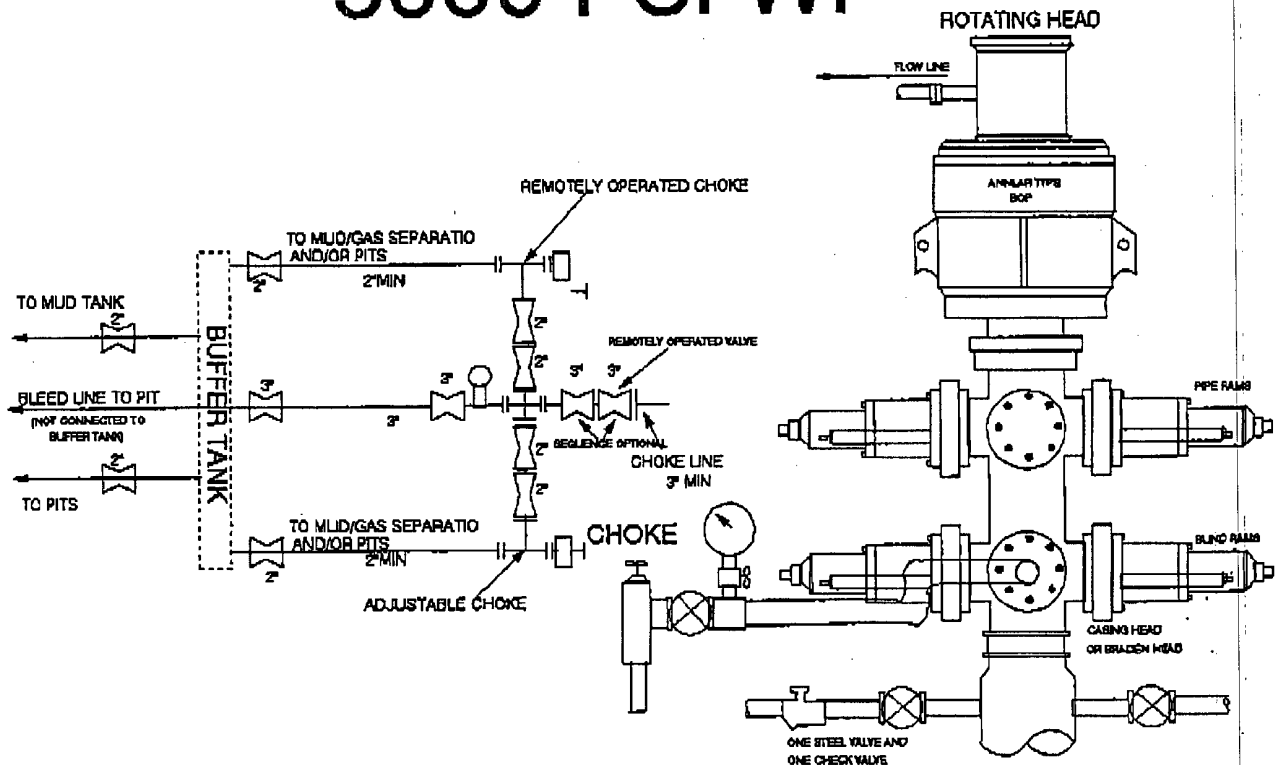 PSI WP
ROTATING HEAD
FLOW LINE
ANNLAR TYPE
BOP
REMOTELY OPERATED CHOKE
TO MUD/GAS SEPARATIO
AND/OR PITS
2"
2"MIN
TO MUD TANK
2"
2"
2"
REMOTELY OPERATED VALVE
BUFFER TANK
BLEED LINE TO PIT
(NOT CONNECTED TO
BUFFER TANK)
3"
3"
3"
3"
3"
PIPE RAMS
SEQUENCE OPTIONAL
2"
CHOKE LINE
3" MIN
2"
2"
TO PITS
TO MUD/GAS SEPARATIO
AND/OR PITS
2"MIN
2"
CHOKE
BLIND RAMS
ADJUSTABLE CHOKE
CASING HEAD
OR BRADEN HEAD
ONE STEEL VALVE AND
ONE CHECK VALVE